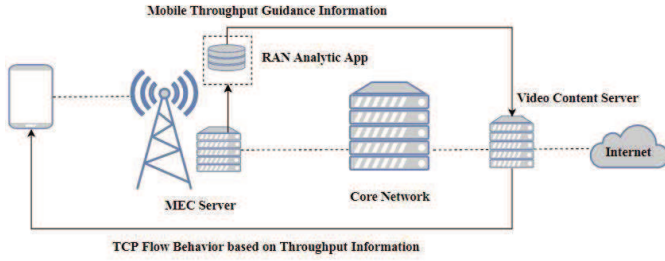 Mobile Throughput Guidance Information
RAN Analytic App
Video Content Server
Internet
MEC Server
Core Network
TCP Flow Behavior based on Throughput Information